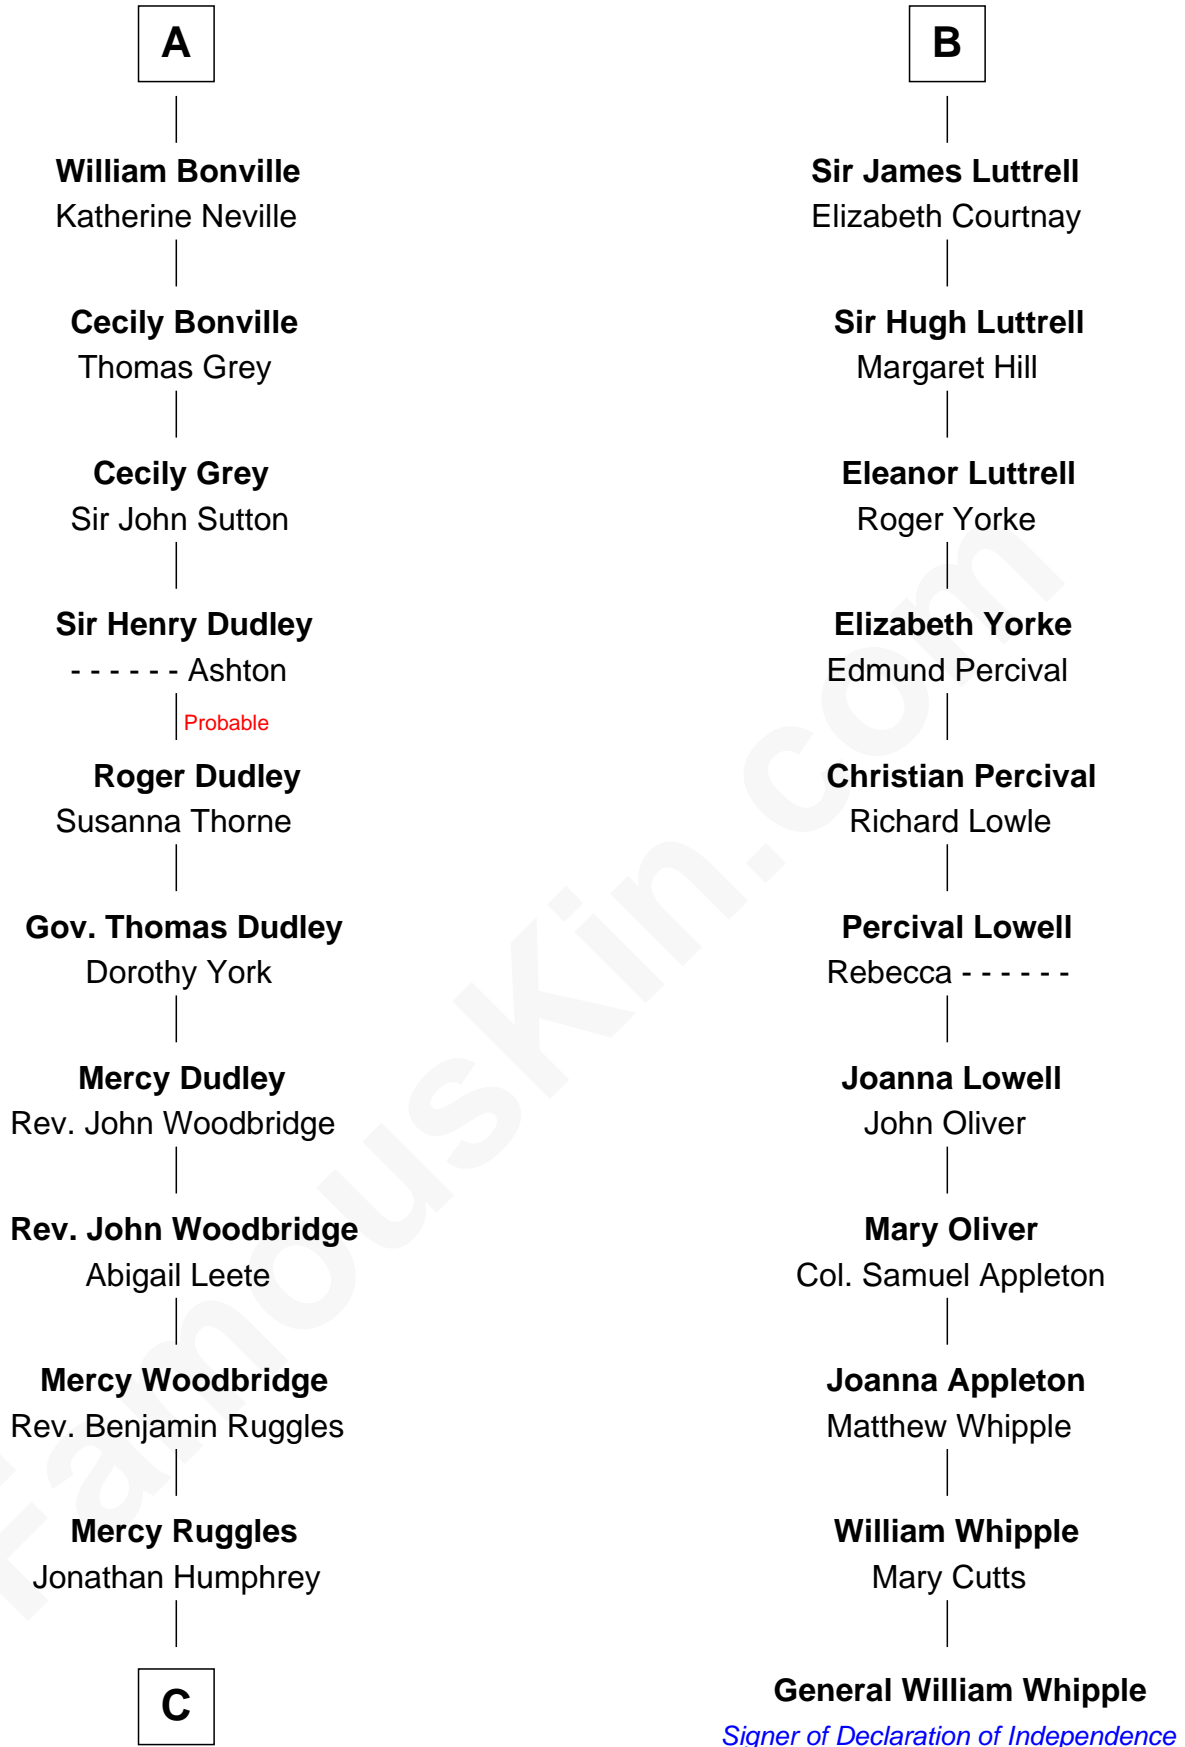 A
William Bonville
Katherine Neville
Cecily Bonville
Thomas Grey
Cecily Grey
Sir John Sutton
Sir Henry Dudley
- - - - - - Ashton
Probable
Roger Dudley
Susanna Thorne
Gov. Thomas Dudley
Dorothy York
Mercy Dudley
Rev. John Woodbridge
Rev. John Woodbridge
Abigail Leete
Mercy Woodbridge
Rev. Benjamin Ruggles
Mercy Ruggles
Jonathan Humphrey
C
B
Sir James Luttrell
Elizabeth Courtnay
Sir Hugh Luttrell
Margaret Hill
Eleanor Luttrell
Roger Yorke
Elizabeth Yorke
Edmund Percival
Christian Percival
Richard Lowle
Percival Lowell
Rebecca - - - - - -
Joanna Lowell
John Oliver
Mary Oliver
Col. Samuel Appleton
Joanna Appleton
Matthew Whipple
William Whipple
Mary Cutts
General William Whipple
Signer of Declaration of Independence
FamousKin.com